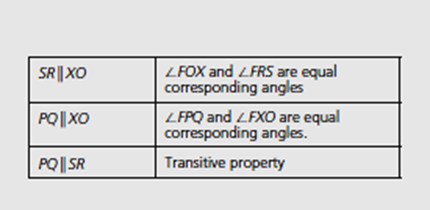 SR∥XO
∠FOX and ∠FRS are equal
corresponding angles
PQ∥XO
∠FPQ and ∠FXO are equal
corresponding angles.
PQ∥SR
Transitive property